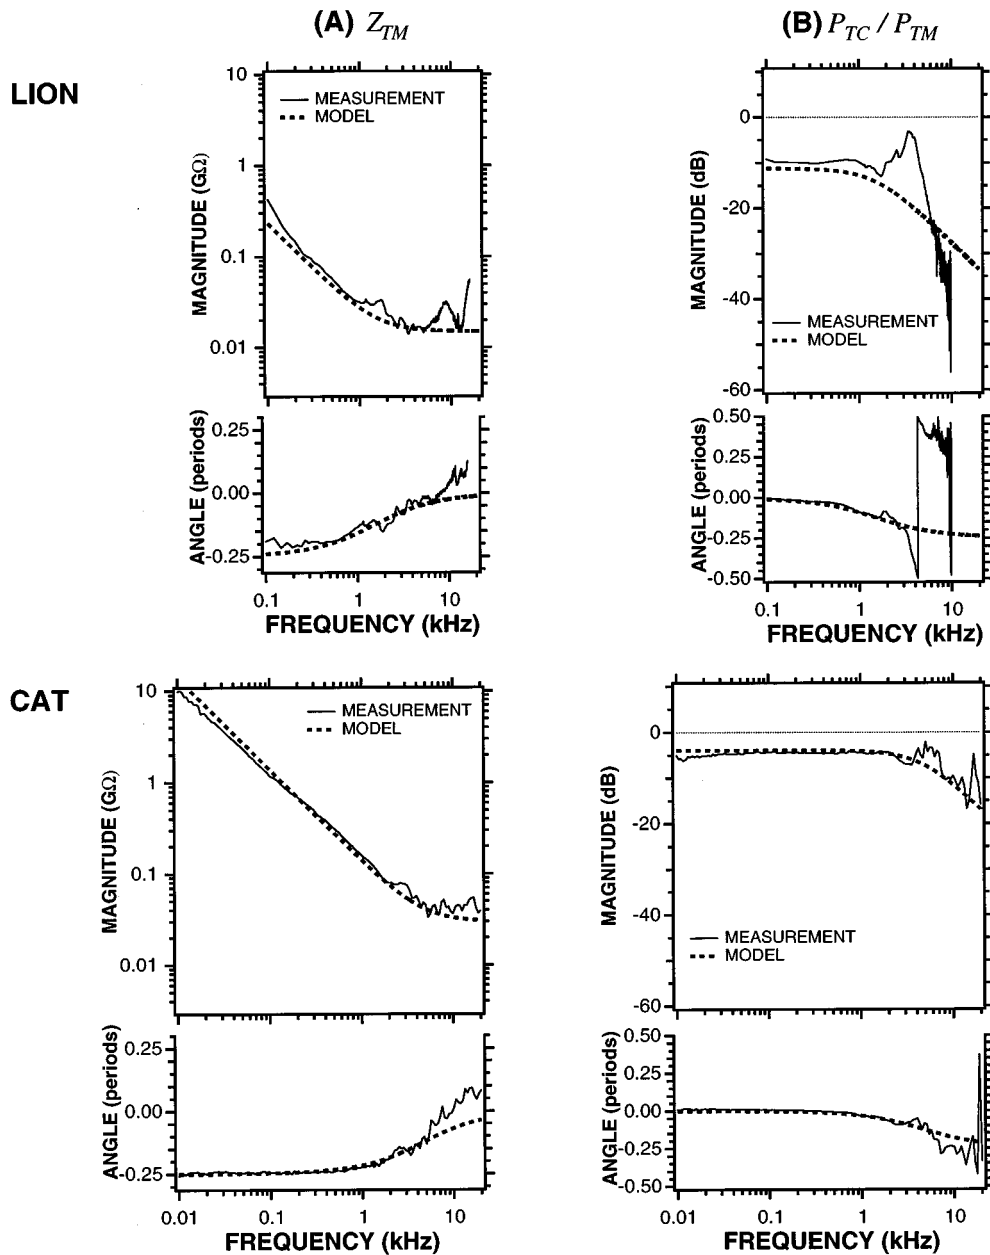 (A) Z_TM
(B) P_TC / P_TM
LION
MEASUREMENT
MODEL
MAGNITUDE (GΩ)
10
1
0.1
0.01
ANGLE (periods)
0.25
0.00
-0.25
0.1
1
10
FREQUENCY (kHz)
MEASUREMENT
MODEL
MAGNITUDE (dB)
0
-20
-40
-60
ANGLE (periods)
0.50
0.25
0.00
-0.25
-0.50
0.1
1
10
FREQUENCY (kHz)
CAT
MEASUREMENT
MODEL
MAGNITUDE (GΩ)
10
1
0.1
0.01
ANGLE (periods)
0.25
0.00
-0.25
0.01
0.1
1
10
FREQUENCY (kHz)
MEASUREMENT
MODEL
MAGNITUDE (dB)
0
-20
-40
-60
ANGLE (periods)
0.50
0.25
0.00
-0.25
-0.50
0.01
0.1
1
10
FREQUENCY (kHz)